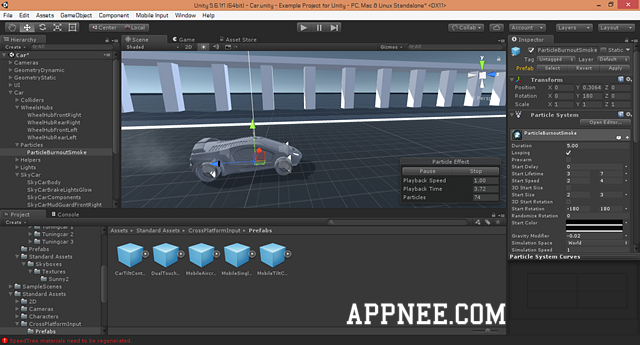 Unity 5.6.1f1 (64bit) - Car.unity - Example Project for Unity - PC, Mac & Linux Standalone* <DX11>
File Edit Assets GameObject Component Mobile Input Window Help
Center Local
Collab Account Layers Layout
Hierarchy
Create All
Car*
Cameras
GeometryDynamic
GeometryStatic
UI
Car
Colliders
WheelsHubs
WheelHubFrontRight
WheelHubRearRight
WheelHubFrontLeft
WheelHubRearLeft
Particles
ParticleBurnoutSmoke
Helpers
Lights
SkyCar
SkyCarBody
SkyCarBrakeLightsGlow
SkyCarComponents
SkyCarMudGuardFrontRight
Scene Game Asset Store
Shaded 2D Gizmos All
Persp
Particle Effect
Pause Stop
Playback Speed 1.00
Playback Time 3.72
Particles 74
Inspector
ParticleBurnoutSmoke Static
Tag Untagged Layer Default
Prefab Select Revert Apply
Transform
Position X 0 Y 0.3064 Z 0
Rotation X 0 Y 180 Z 0
Scale X 1 Y 1 Z 1
Particle System
Open Editor...
ParticleBurnoutSmoke
Duration 5.00
Looping
Prewarm
Start Delay 0
Start Lifetime 3 7
Start Speed 2 4
3D Start Size
Start Size 2 3
3D Start Rotation
Start Rotation -180 180
Randomize Rotation 0
Start Color
Gravity Modifier -0.02
Simulation Space World
Simulation Speed 1
Particle System Curves
Project Console
Create
Tuningcar 2
Tuningcar 3
Prefabs
Standard Assets
Skyboxes
Textures
Sunny2
SampleScenes
Standard Assets
2D
Cameras
Characters
CrossPlatformInput
Prefabs
Assets Standard Assets CrossPlatformInput Prefabs
CarTiltCont... DualTouch... MobileAircr... MobileSingl... MobileTiltC...
APPNEE.COM
SpeedTree materials need to be regenerated.